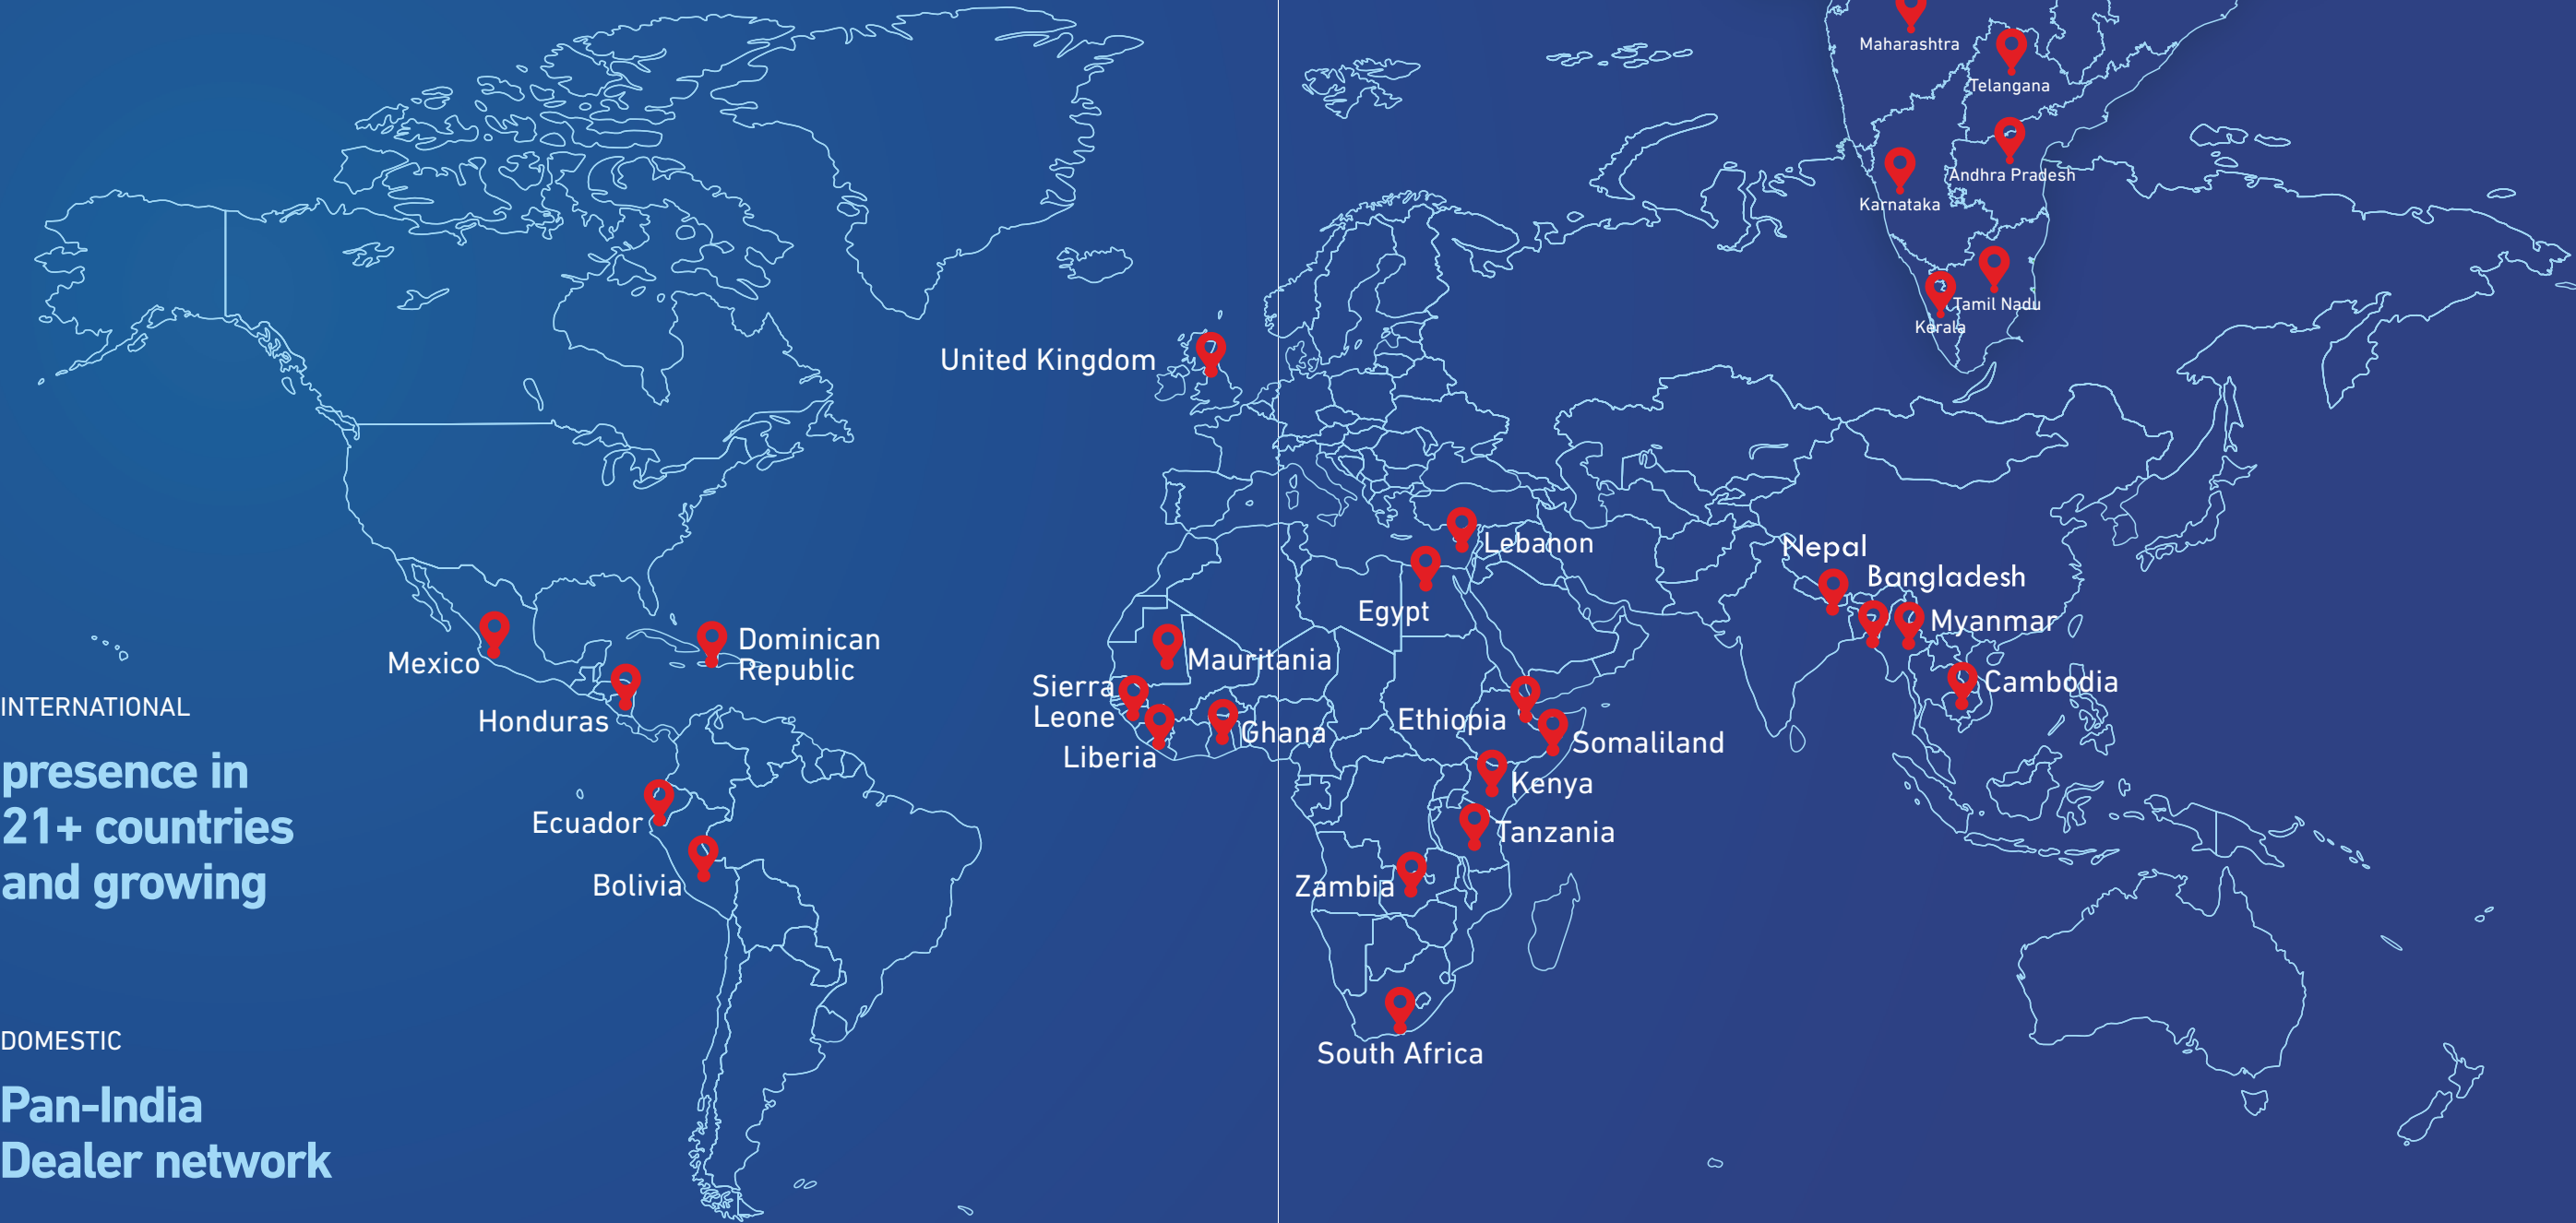 Maharashtra
Telangana
Andhra Pradesh
Karnataka
Tamil Nadu
Kerala
United Kingdom
Lebanon
Nepal
Bangladesh
Egypt
Myanmar
Mexico
Dominican
Republic
Mauritania
Sierra
Leone
Cambodia
Honduras
Ethiopia
Ghana
Somaliland
Liberia
Kenya
Ecuador
Tanzania
Bolivia
Zambia
South Africa
INTERNATIONAL
presence in
21+ countries
and growing
DOMESTIC
Pan-India
Dealer network